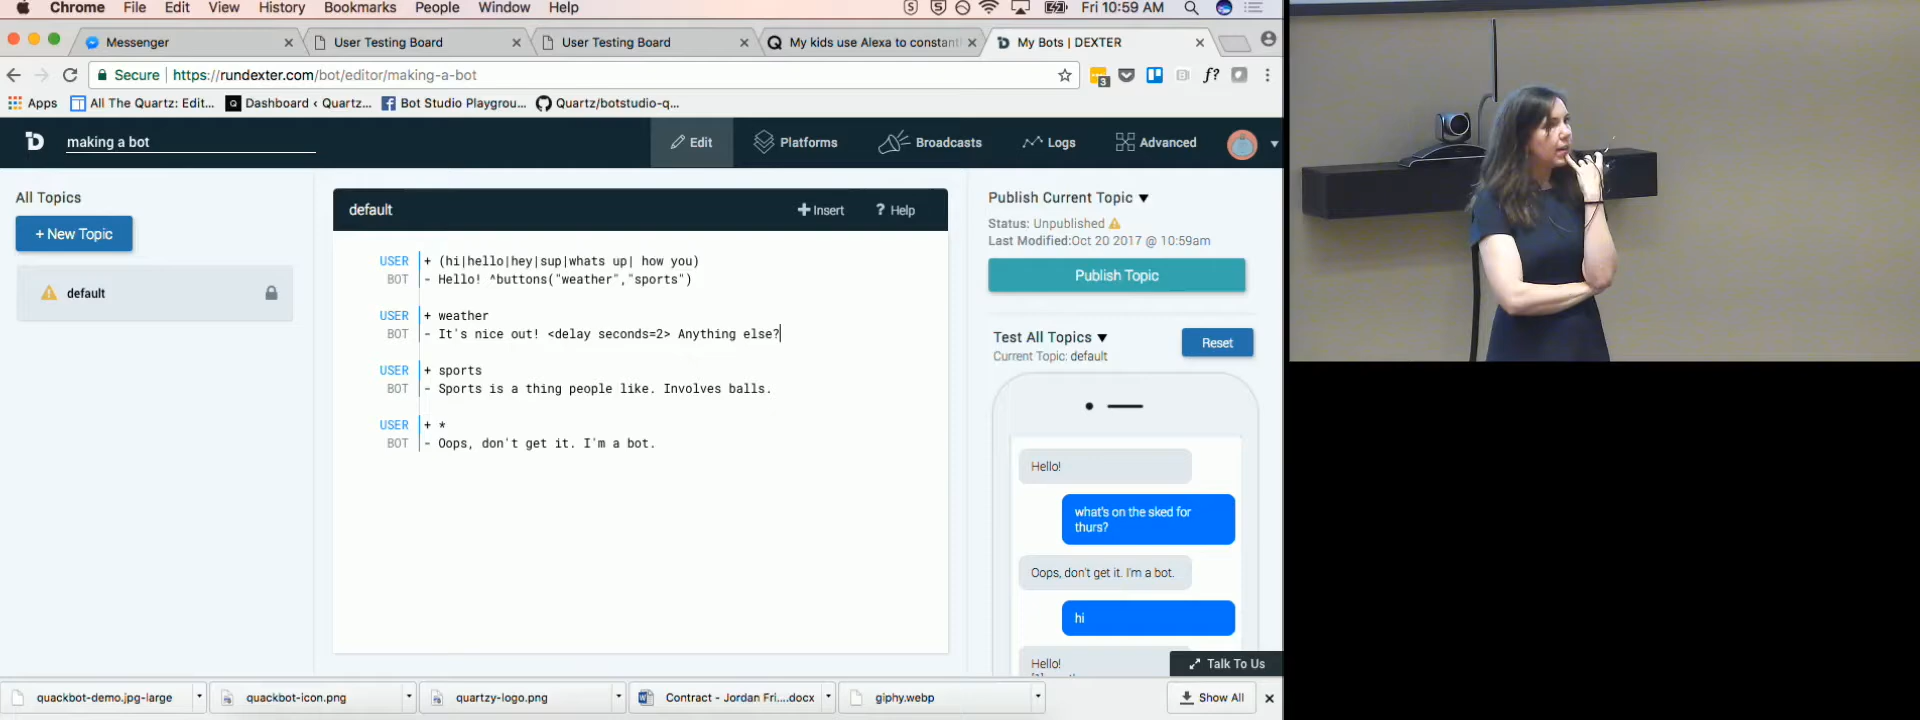 Chrome File Edit View History Bookmarks People Window Help Fri 10:59 AM
Messenger User Testing Board User Testing Board My kids use Alexa to constant My Bots | DEXTER
Secure https://rundexter.com/bot/editor/making-a-bot
Apps All The Quartz: Edit... Dashboard ‹ Quartz... Bot Studio Playgrou... Quartz/botstudio-q...
making a bot Edit Platforms Broadcasts Logs Advanced
All Topics
+ New Topic
default
default + Insert ? Help
USER + (hi|hello|hey|sup|whats up| how you)
BOT - Hello! ^buttons("weather","sports")
USER + weather
BOT - It's nice out! <delay seconds=2> Anything else?
USER + sports
BOT - Sports is a thing people like. Involves balls.
USER + *
BOT - Oops, don't get it. I'm a bot.
Publish Current Topic
Status: Unpublished
Last Modified:Oct 20 2017 @ 10:59am
Publish Topic
Test All Topics Reset
Current Topic: default
Hello!
what's on the sked for
thurs?
Oops, don't get it. I'm a bot.
hi
Hello!
Talk To Us
quackbot-demo.jpg-large quackbot-icon.png quartzy-logo.png Contract - Jordan Fri....docx giphy.webp Show All